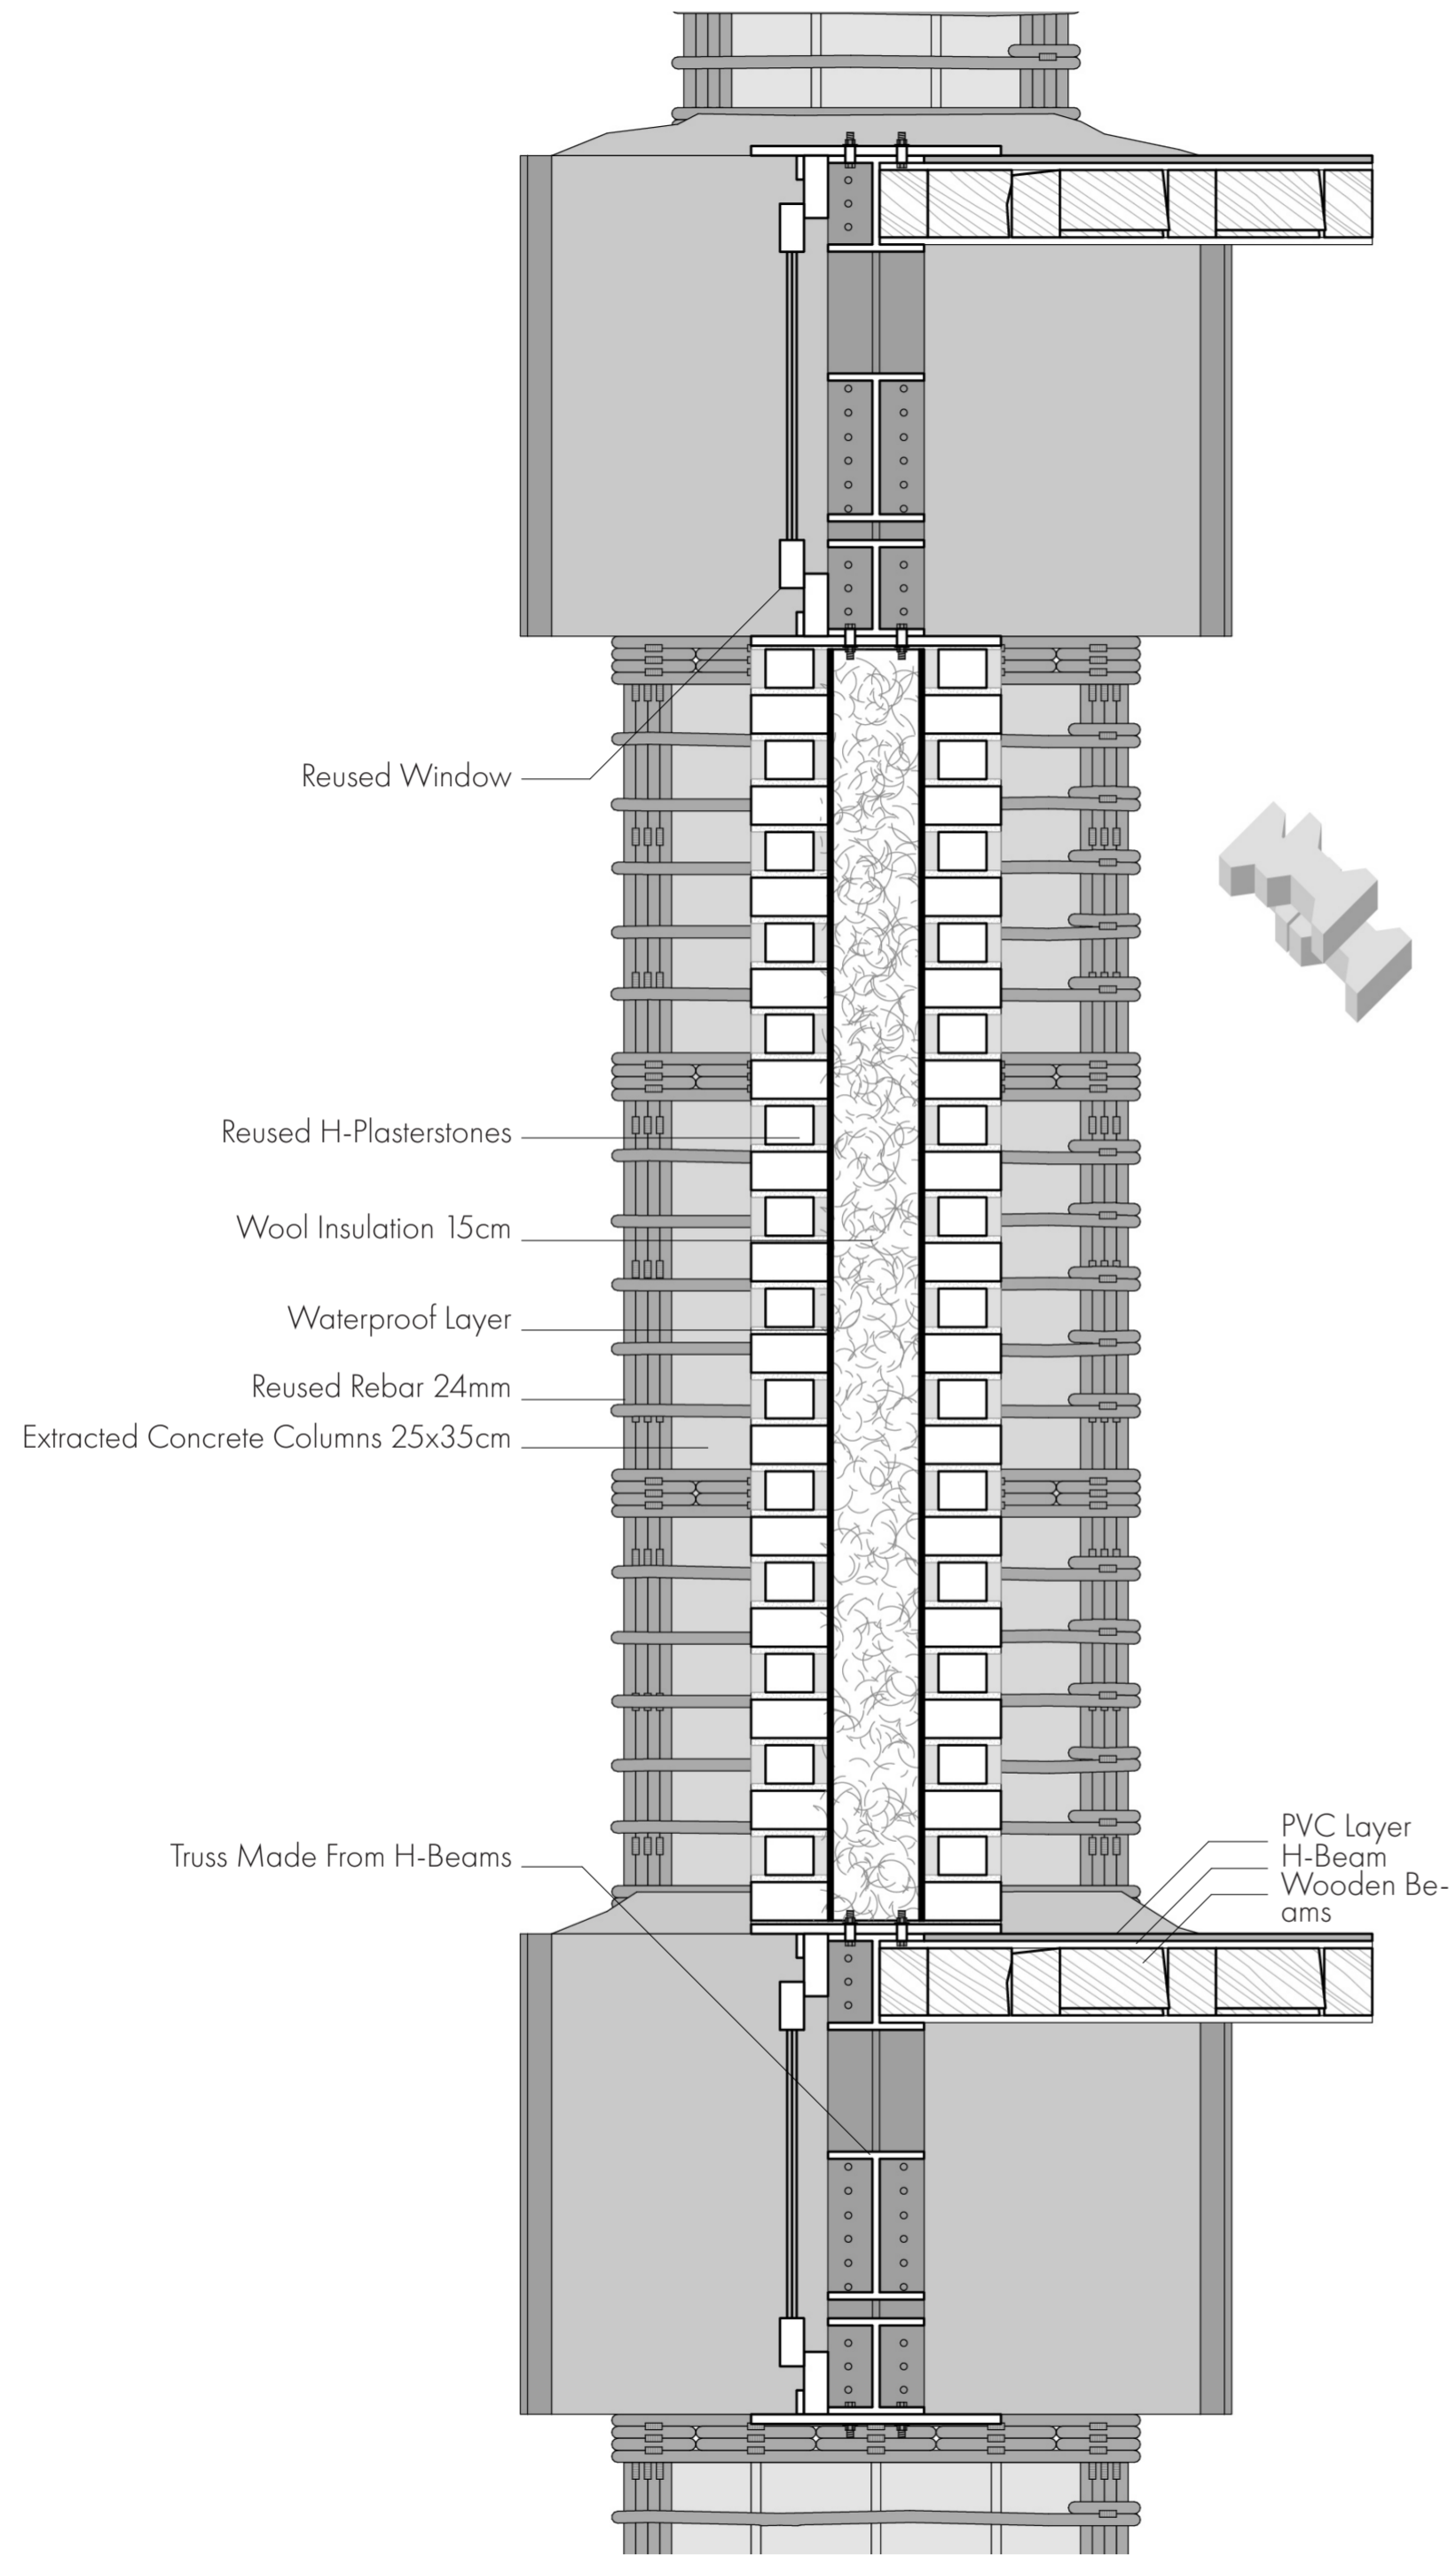 Reused Window
Reused H-Plasterstones
Wool Insulation 15cm
Waterproof Layer
Reused Rebar 24mm
Extracted Concrete Columns 25x35cm
Truss Made From H-Beams
PVC Layer
H-Beam
Wooden Be-
ams